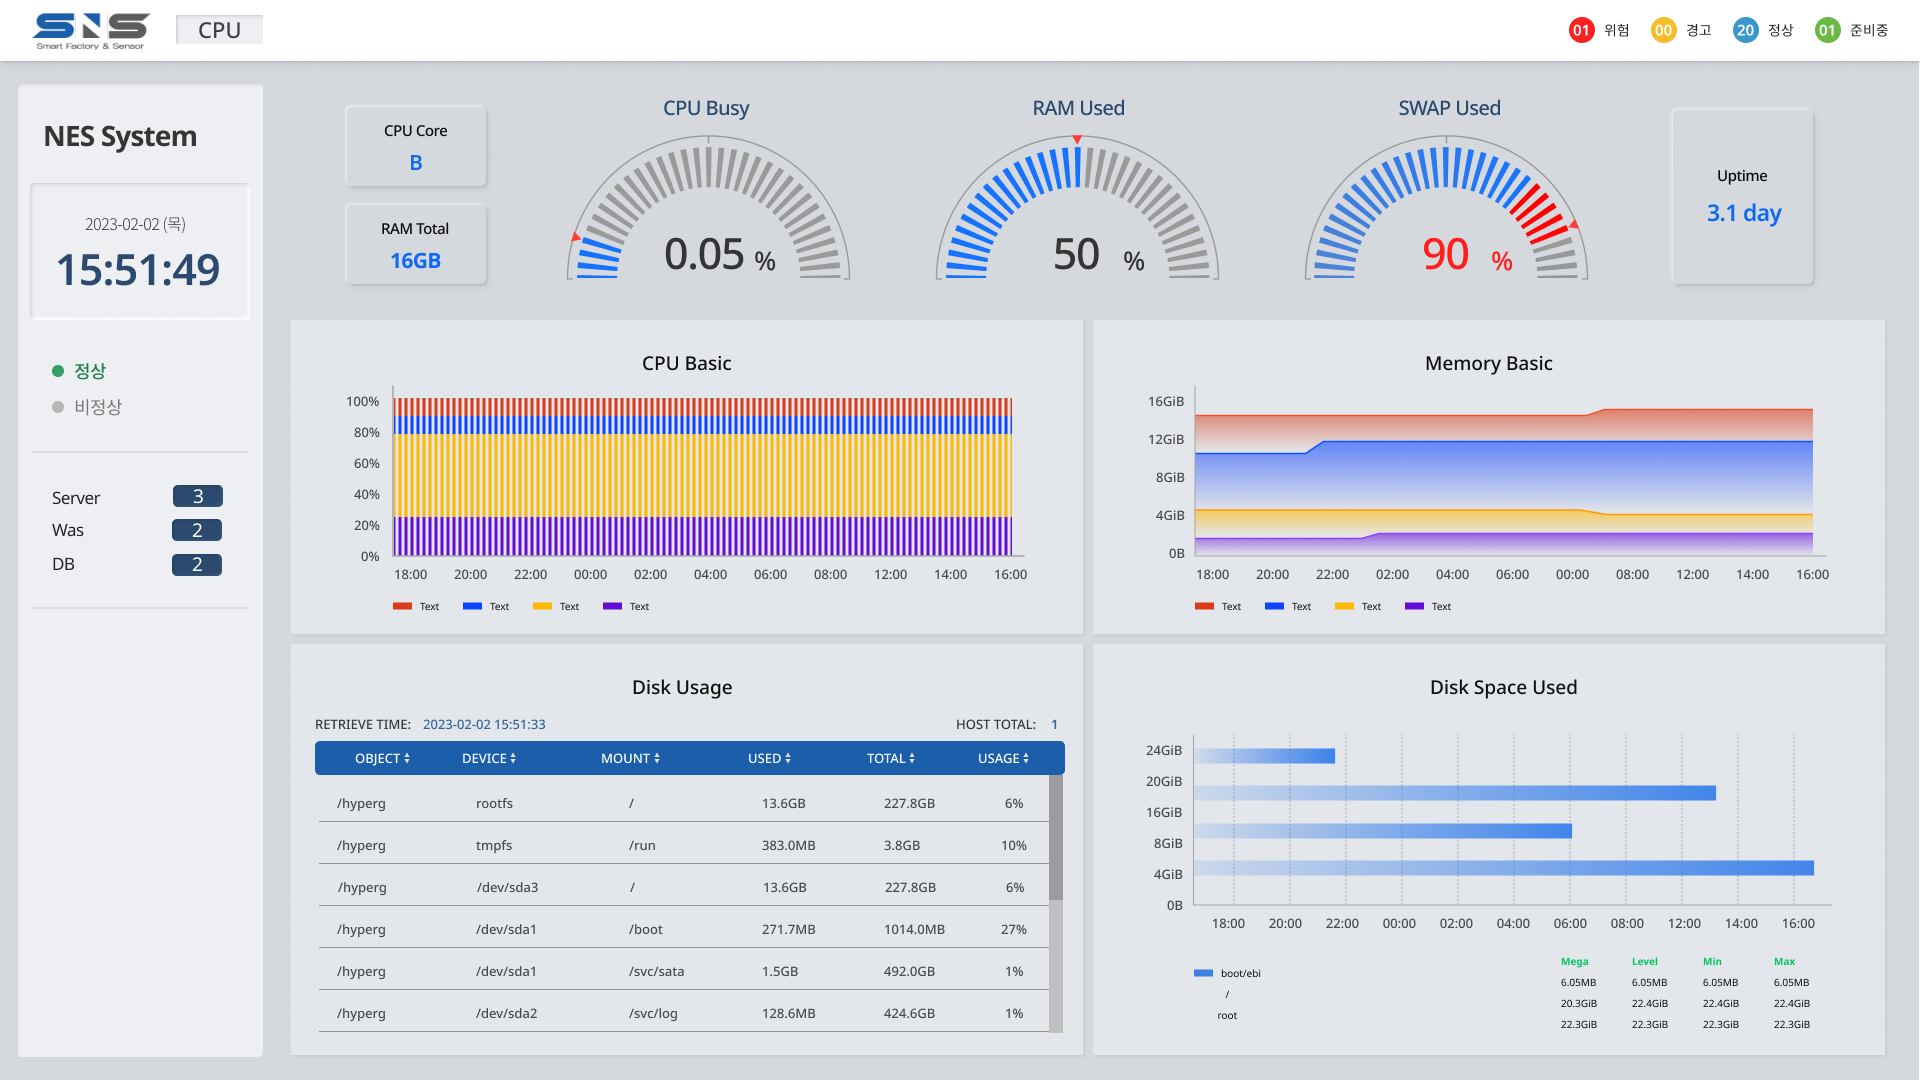 SNS
Smart Factory & Sensor
CPU
01 위험 00 경고 20 정상 01 준비중
NES System
2023-02-02 (목)
15:51:49
정상
비정상
Server 3
Was 2
DB 2
CPU Core
B
RAM Total
16GB
CPU Busy
0.05 %
RAM Used
50 %
SWAP Used
90 %
Uptime
3.1 day
CPU Basic
100%
80%
60%
40%
20%
0%
18:00 20:00 22:00 00:00 02:00 04:00 06:00 08:00 12:00 14:00 16:00
Text Text Text Text
Memory Basic
16GiB
12GiB
8GiB
4GiB
0B
18:00 20:00 22:00 02:00 04:00 06:00 00:00 08:00 12:00 14:00 16:00
Text Text Text Text
Disk Usage
RETRIEVE TIME: 2023-02-02 15:51:33 HOST TOTAL: 1
OBJECT DEVICE MOUNT USED TOTAL USAGE
/hyperg rootfs / 13.6GB 227.8GB 6%
/hyperg tmpfs /run 383.0MB 3.8GB 10%
/hyperg /dev/sda3 / 13.6GB 227.8GB 6%
/hyperg /dev/sda1 /boot 271.7MB 1014.0MB 27%
/hyperg /dev/sda1 /svc/sata 1.5GB 492.0GB 1%
/hyperg /dev/sda2 /svc/log 128.6MB 424.6GB 1%
Disk Space Used
24GiB
20GiB
16GiB
8GiB
4GiB
0B
18:00 20:00 22:00 00:00 02:00 04:00 06:00 08:00 12:00 14:00 16:00
Mega Level Min Max
boot/ebi 6.05MB 6.05MB 6.05MB 6.05MB
/ 20.3GiB 22.4GiB 22.4GiB 22.4GiB
root 22.3GiB 22.3GiB 22.3GiB 22.3GiB